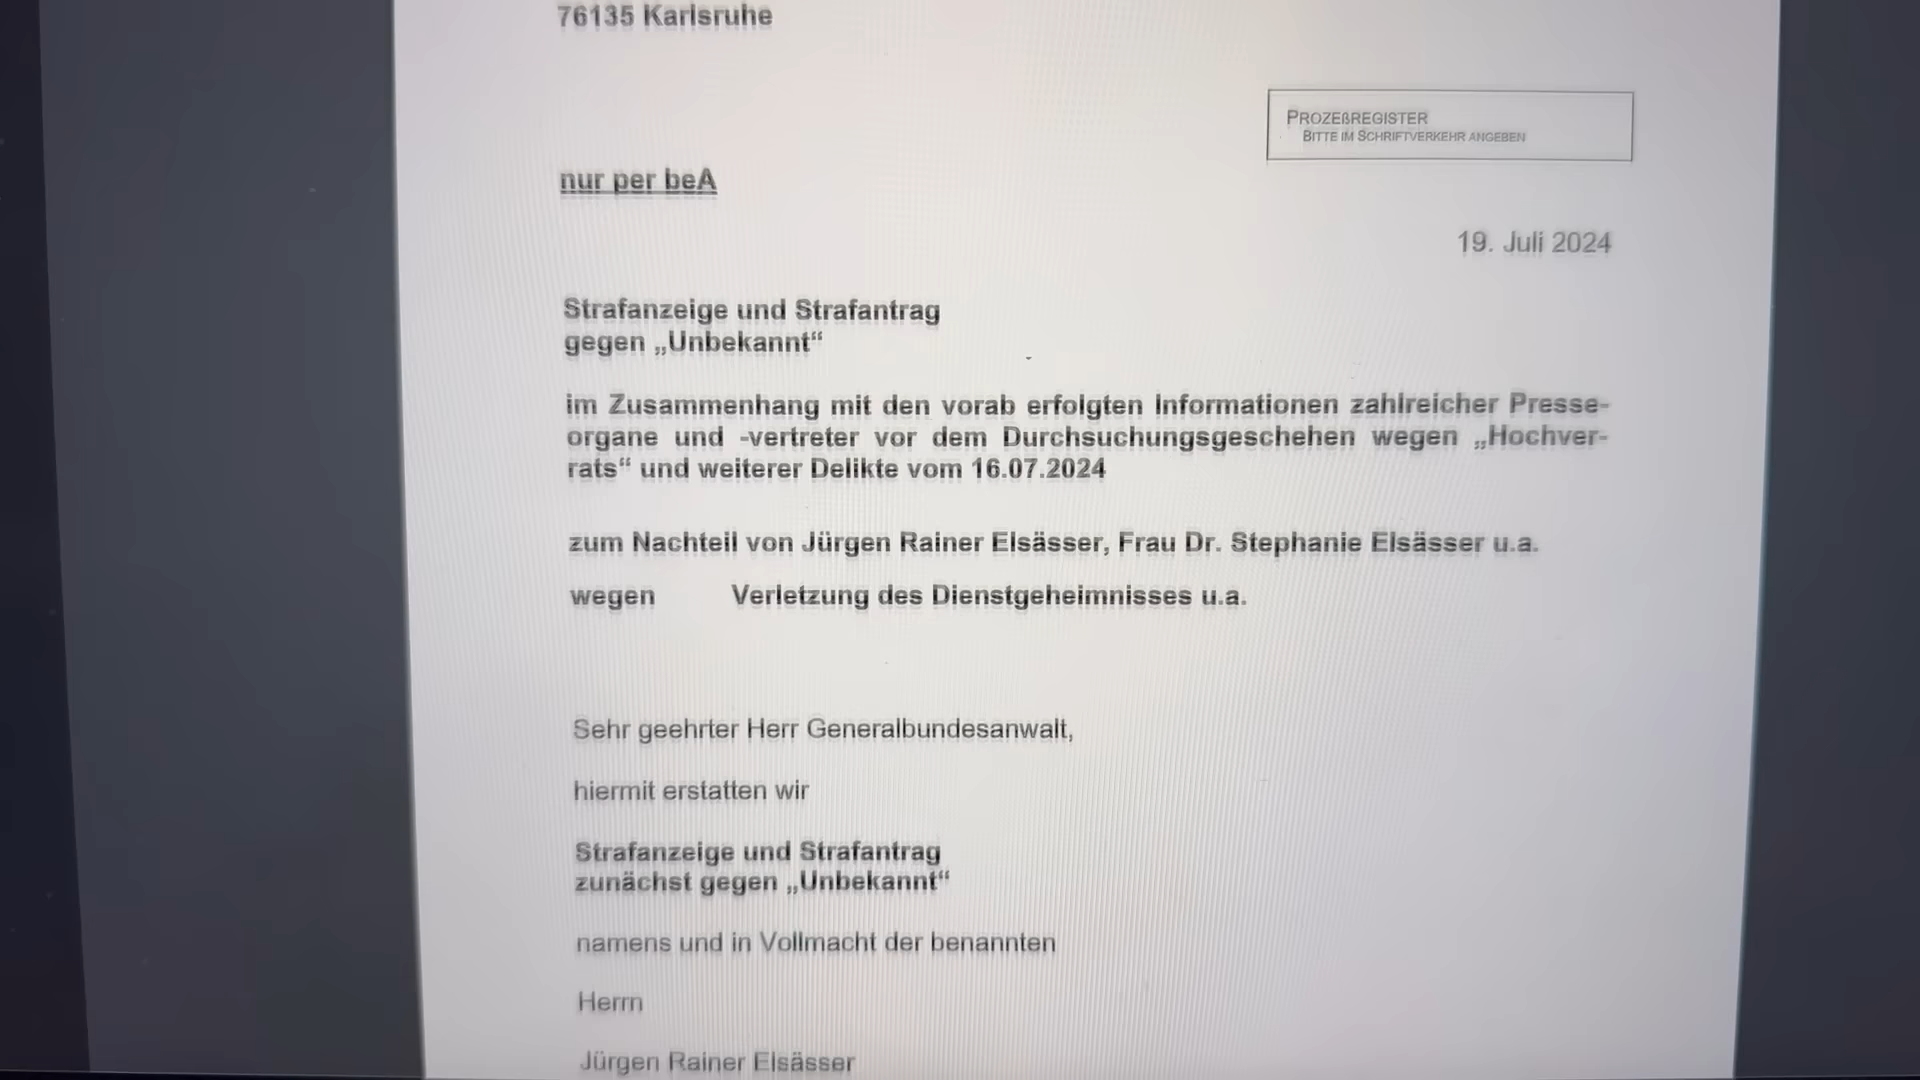 76135 Karlsruhe
PROZEßREGISTER
BITTE IM SCHRIFTVERKEHR ANGEBEN
nur per beA
19. Juli 2024
Strafanzeige und Strafantrag
gegen „Unbekannt“
im Zusammenhang mit den vorab erfolgten Informationen zahlreicher Presse-
organe und -vertreter vor dem Durchsuchungsgeschehen wegen „Hochver-
rats“ und weiterer Delikte vom 16.07.2024
zum Nachteil von Jürgen Rainer Elsässer, Frau Dr. Stephanie Elsässer u.a.
wegen Verletzung des Dienstgeheimnisses u.a.
Sehr geehrter Herr Generalbundesanwalt,
hiermit erstatten wir
Strafanzeige und Strafantrag
zunächst gegen „Unbekannt“
namens und in Vollmacht der benannten
Herrn
Jürgen Rainer Elsässer